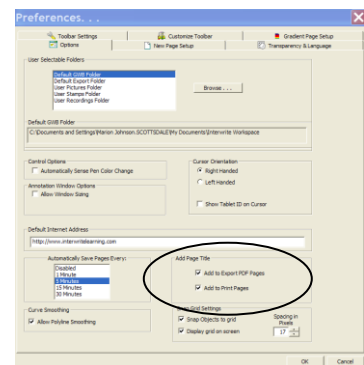 Preferences. . .
Toolbar Settings
Customize Toolbar
Gradient Page Setup
Options
New Page Setup
Transparency & Language
User Selectable Folders
Default GWB Folder
Default Export Folder
User Pictures Folder
User Stamps Folder
User Recordings Folder
Browse . . .
Default GWB Folder
C:\Documents and Settings\Marion Johnson.SCOTTSDALE\My Documents\Interwrite Workspace
Control Options
Automatically Sense Pen Color Change
Cursor Orientation
Right Handed
Left Handed
Annotation Window Options
Allow Window Sizing
Show Tablet ID on Cursor
Default Internet Address
http://www.interwritelearning.com
Automatically Save Pages Every:
Disabled
1 Minute
5 Minutes
15 Minutes
30 Minutes
Add Page Title
Add to Export PDF Pages
Add to Print Pages
Curve Smoothing
Allow Polyline Smoothing
Snap Grid Settings
Snap Objects to grid
Display grid on screen
Spacing in
Pixels
17
OK
Cancel